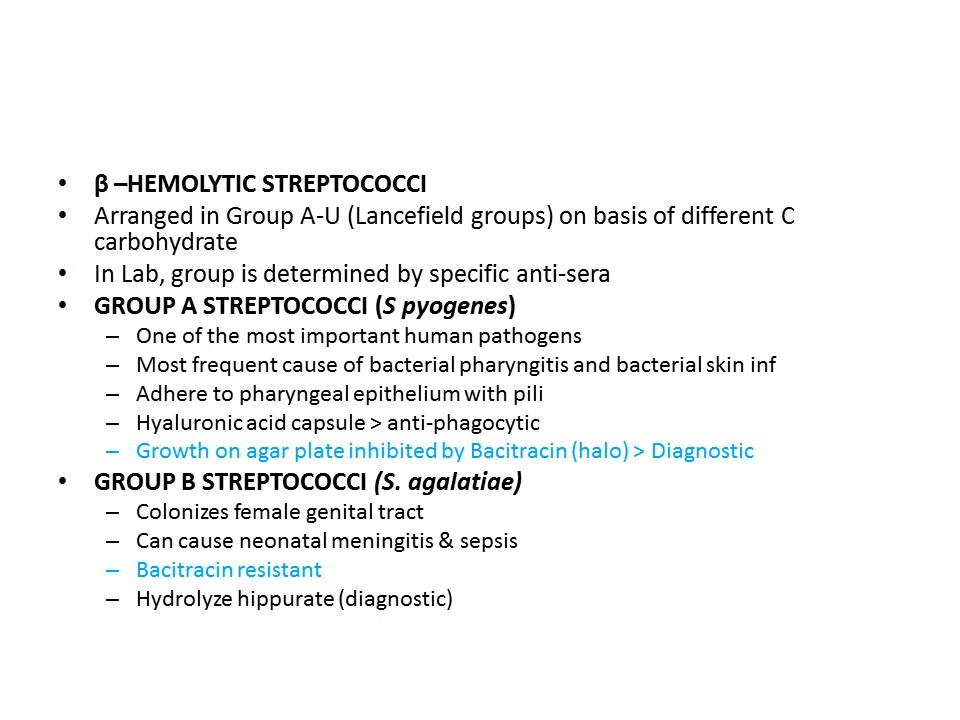 • β –HEMOLYTIC STREPTOCOCCI
• Arranged in Group A-U (Lancefield groups) on basis of different C
carbohydrate
• In Lab, group is determined by specific anti-sera
• GROUP A STREPTOCOCCI (S pyogenes)
– One of the most important human pathogens
– Most frequent cause of bacterial pharyngitis and bacterial skin inf
– Adhere to pharyngeal epithelium with pili
– Hyaluronic acid capsule > anti-phagocytic
– Growth on agar plate inhibited by Bacitracin (halo) > Diagnostic
• GROUP B STREPTOCOCCI (S. agalatiae)
– Colonizes female genital tract
– Can cause neonatal meningitis & sepsis
– Bacitracin resistant
– Hydrolyze hippurate (diagnostic)